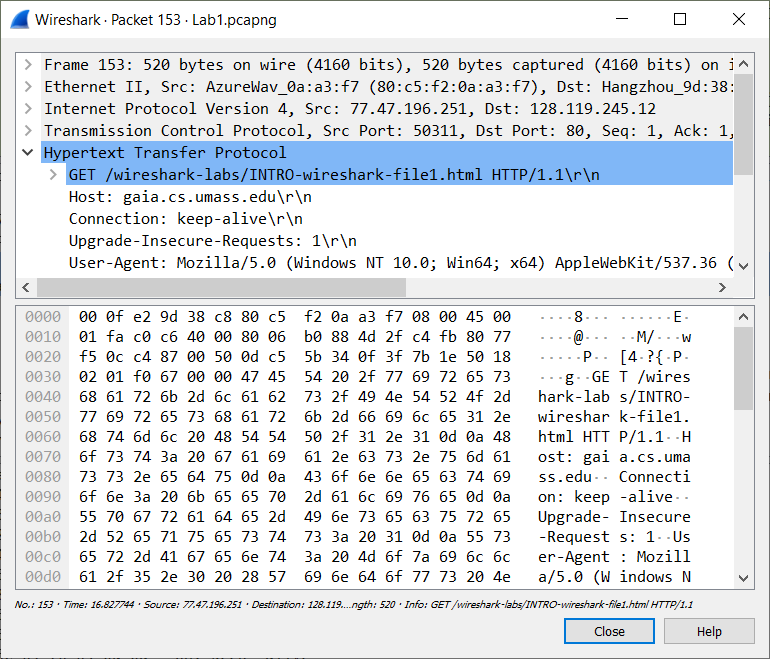 Wireshark · Packet 153 · Lab1.pcapng
Frame 153: 520 bytes on wire (4160 bits), 520 bytes captured (4160 bits) on i
Ethernet II, Src: AzureWav_0a:a3:f7 (80:c5:f2:0a:a3:f7), Dst: Hangzhou_9d:38:
Internet Protocol Version 4, Src: 77.47.196.251, Dst: 128.119.245.12
Transmission Control Protocol, Src Port: 50311, Dst Port: 80, Seq: 1, Ack: 1,
Hypertext Transfer Protocol
GET /wireshark-labs/INTRO-wireshark-file1.html HTTP/1.1\r\n
Host: gaia.cs.umass.edu\r\n
Connection: keep-alive\r\n
Upgrade-Insecure-Requests: 1\r\n
User-Agent: Mozilla/5.0 (Windows NT 10.0; Win64; x64) AppleWebKit/537.36 (
0000 00 0f e2 9d 38 c8 80 c5 f2 0a a3 f7 08 00 45 00 ····8··· ······E·
0010 01 fa c0 c6 40 00 80 06 b0 88 4d 2f c4 fb 80 77 ····@··· ··M/···w
0020 f5 0c c4 87 00 50 0d c5 5b 34 0f 3f 7b 1e 50 18 ·····P·· [4·?{·P·
0030 02 01 f0 67 00 00 47 45 54 20 2f 77 69 72 65 73 ···g··GE T /wires
0040 68 61 72 6b 2d 6c 61 62 73 2f 49 4e 54 52 4f 2d hark-lab s/INTRO-
0050 77 69 72 65 73 68 61 72 6b 2d 66 69 6c 65 31 2e wireshar k-file1.
0060 68 74 6d 6c 20 48 54 54 50 2f 31 2e 31 0d 0a 48 html HTT P/1.1··H
0070 6f 73 74 3a 20 67 61 69 61 2e 63 73 2e 75 6d 61 ost: gai a.cs.uma
0080 73 73 2e 65 64 75 0d 0a 43 6f 6e 6e 65 63 74 69 ss.edu·· Connecti
0090 6f 6e 3a 20 6b 65 65 70 2d 61 6c 69 76 65 0d 0a on: keep -alive··
00a0 55 70 67 72 61 64 65 2d 49 6e 73 65 63 75 72 65 Upgrade- Insecure
00b0 2d 52 65 71 75 65 73 74 73 3a 20 31 0d 0a 55 73 -Request s: 1··Us
00c0 65 72 2d 41 67 65 6e 74 3a 20 4d 6f 7a 69 6c 6c er-Agent : Mozill
00d0 61 2f 35 2e 30 20 28 57 69 6e 64 6f 77 73 20 4e a/5.0 (W indows N
No.: 153 · Time: 16.827744 · Source: 77.47.196.251 · Destination: 128.119....ngth: 520 · Info: GET /wireshark-labs/INTRO-wireshark-file1.html HTTP/1.1
Close Help